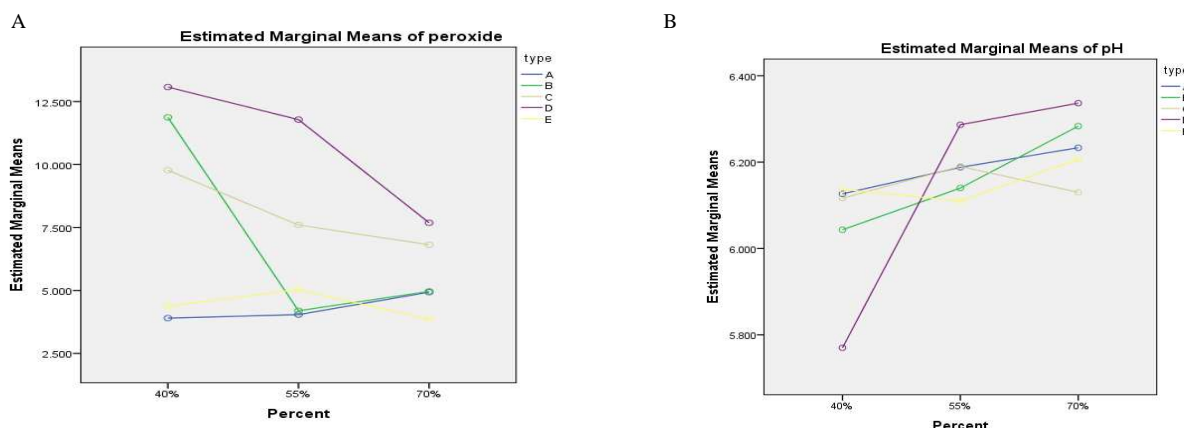 A
Estimated Marginal Means of peroxide
type
A
B
C
D
E
Estimated Marginal Means
12.500
10.000
7.500
5.000
2.500
40%
55%
70%
Percent
B
Estimated Marginal Means of pH
type
Estimated Marginal Means
6.400
6.200
6.000
5.800
40%
55%
70%
Percent